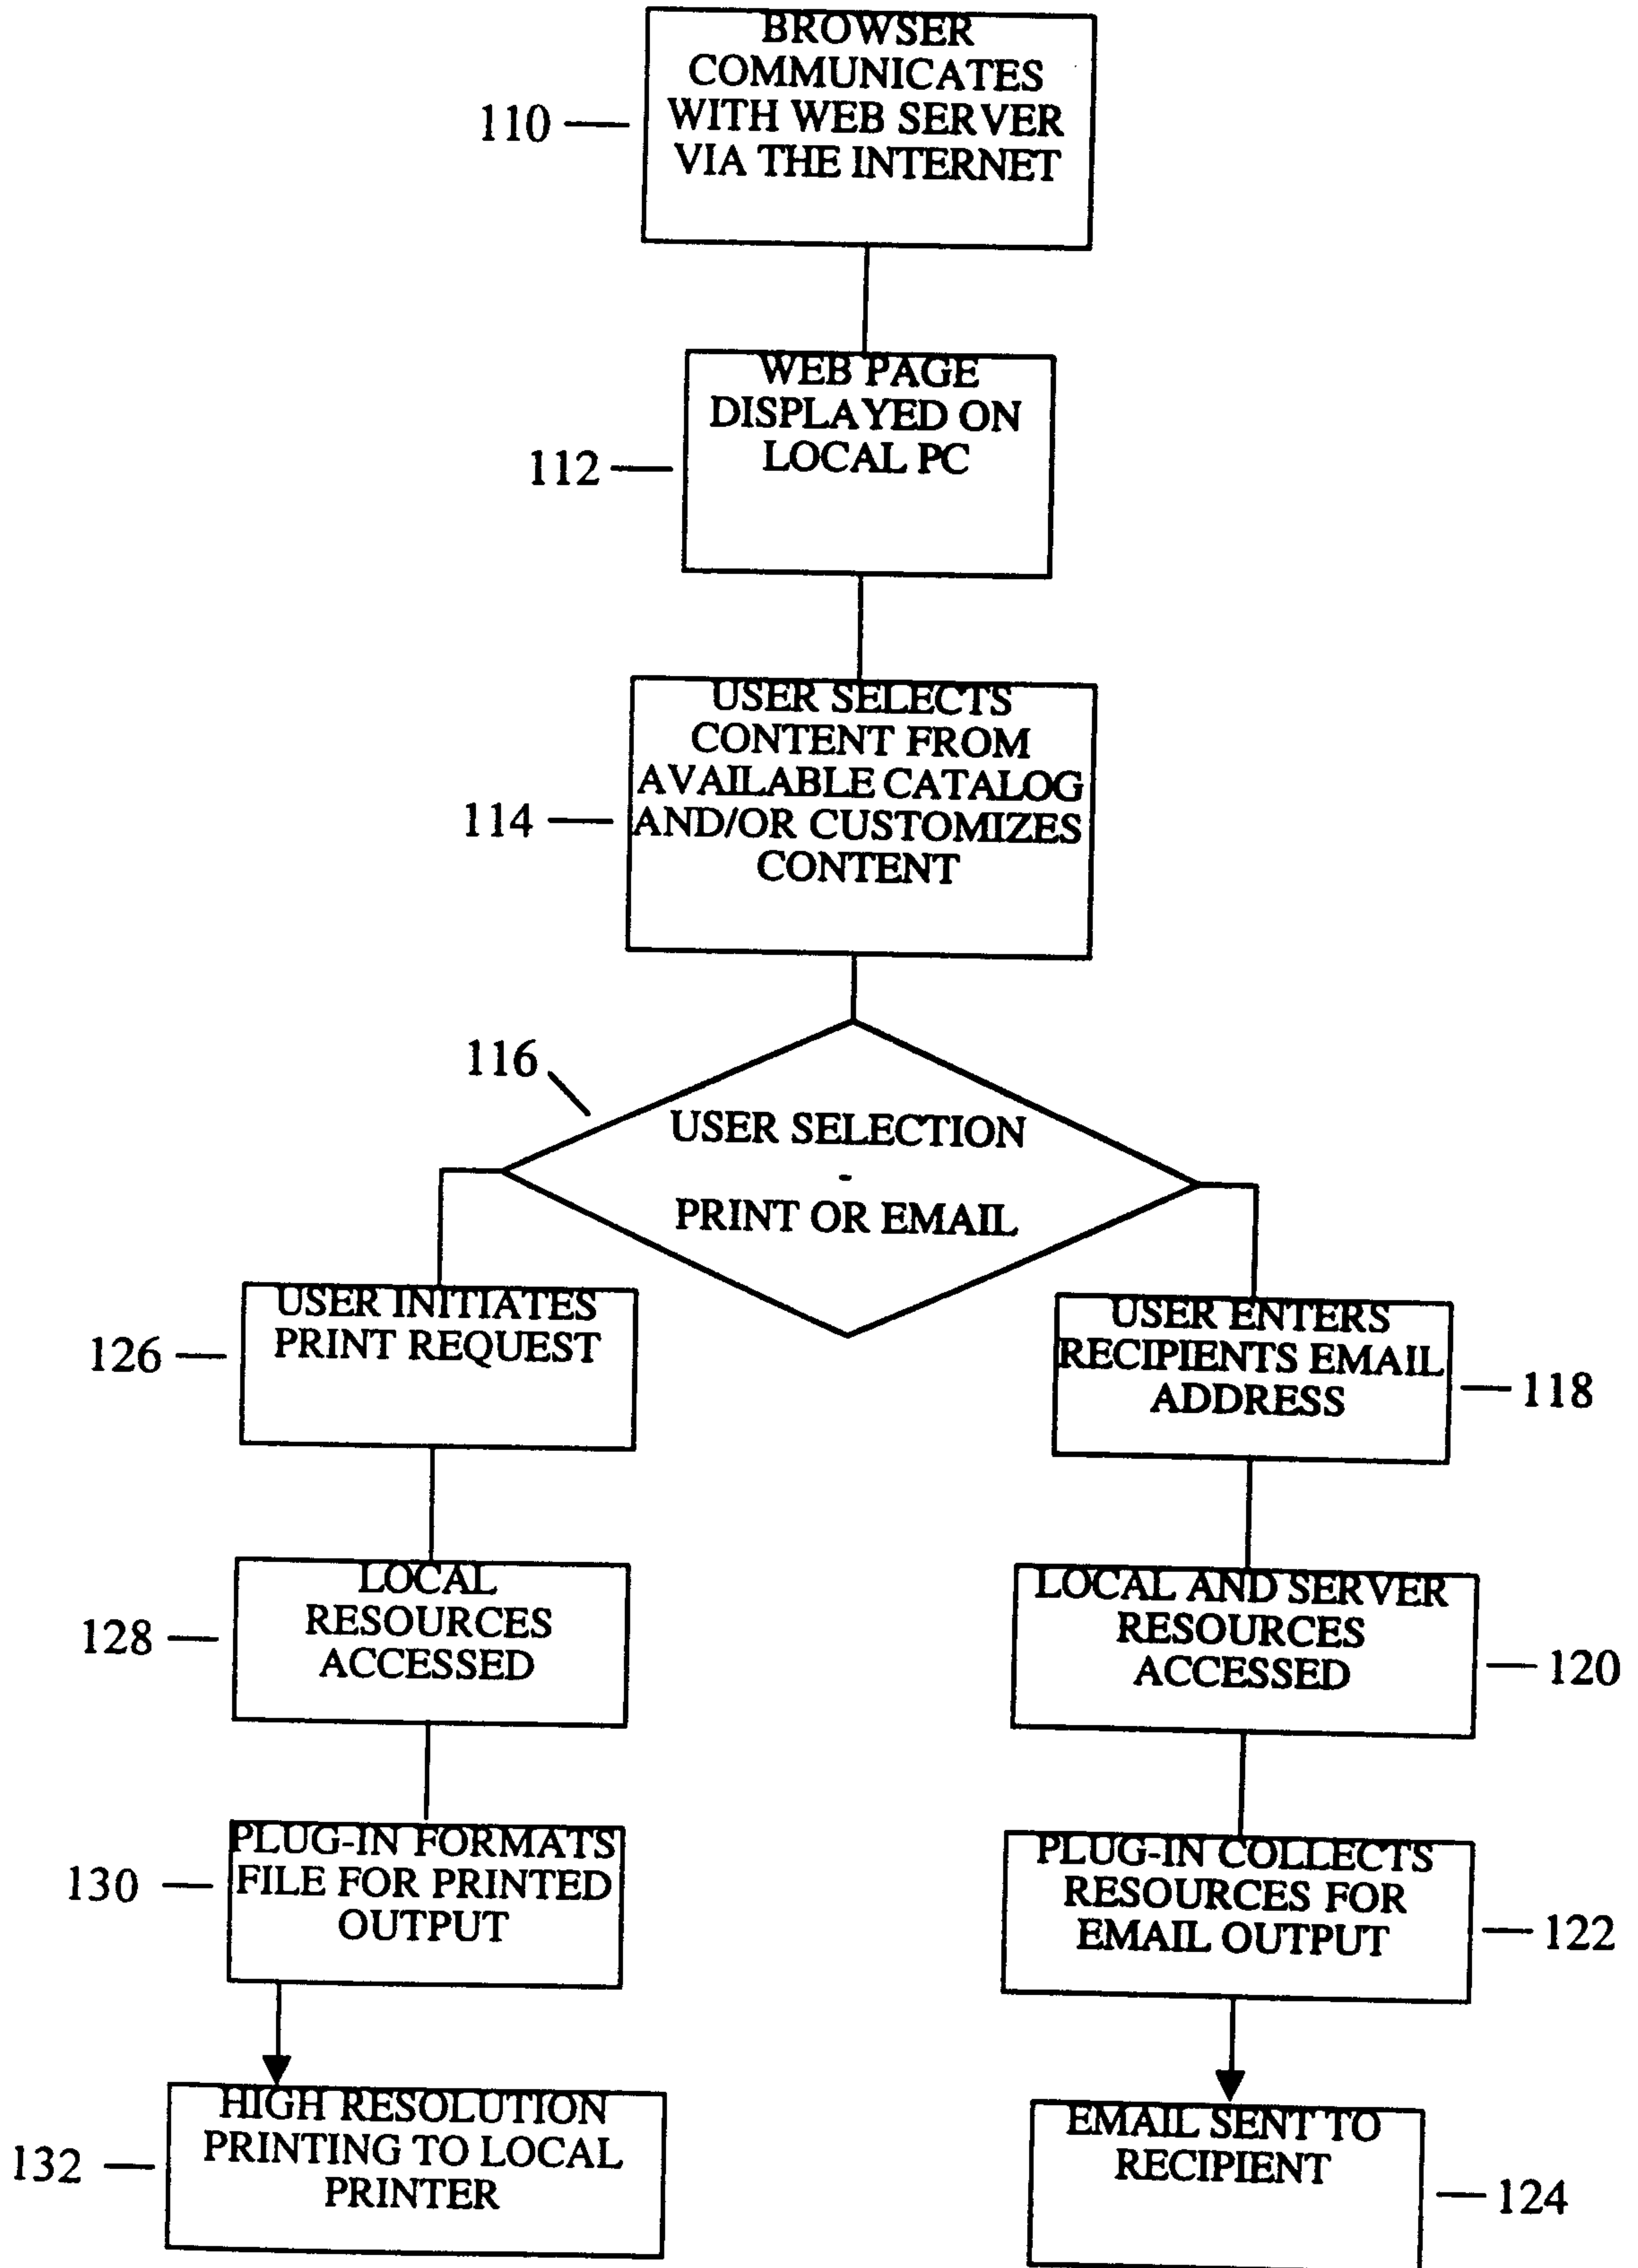 BROWSER
COMMUNICATES
WITH WEB SERVER
VIA THE INTERNET
110
WEB PAGE
DISPLAYED ON
LOCAL PC
112
USER SELECTS
CONTENT FROM
AVAILABLE CATALOG
AND/OR CUSTOMIZES
CONTENT
114
116
USER SELECTION
-
PRINT OR EMAIL
USER INITIATES
PRINT REQUEST
126
USER ENTERS
RECIPIENTS EMAIL
ADDRESS
118
LOCAL
RESOURCES
ACCESSED
128
LOCAL AND SERVER
RESOURCES
ACCESSED
120
PLUG-IN FORMATS
FILE FOR PRINTED
OUTPUT
130
PLUG-IN COLLECTS
RESOURCES FOR
EMAIL OUTPUT
122
HIGH RESOLUTION
PRINTING TO LOCAL
PRINTER
132
EMAIL SENT TO
RECIPIENT
124